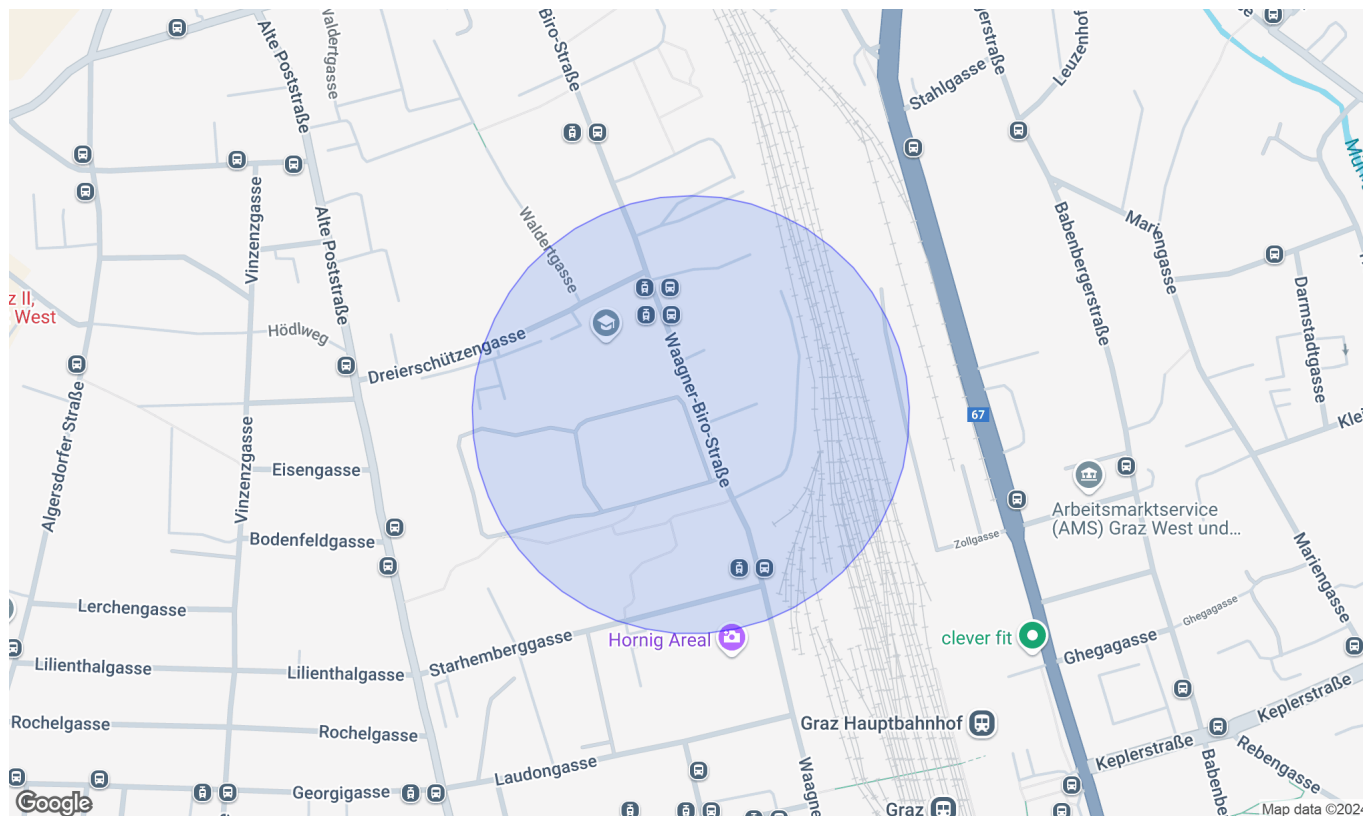 Biro-Straße
Waldertgasse
Alte Poststraße
Stahlgasse
Mariengasse
Babenbergerstraße
Darmstadtgasse
Vinzenzgasse
Alte Poststraße
Waldertgasse
z II,
West
Hödlweg
Dreierschützengasse
Waagner-Biro-Straße
67
Algersdorfer Straße
Vinzenzgasse
Eisengasse
Bodenfeldgasse
Arbeitsmarktservice
(AMS) Graz West und...
Zollgasse
Mariengasse
Lerchengasse
Ghegagasse
Starhemberggasse
Hornig Areal
clever fit
Ghegagasse
Lilienthalgasse
Lilienthalgasse
Keplerstraße
Rochelgasse
Rochelgasse
Graz Hauptbahnhof
Keplerstraße
Rebengasse
Laudongasse
Georgigasse
Graz
Google
Map data ©2024